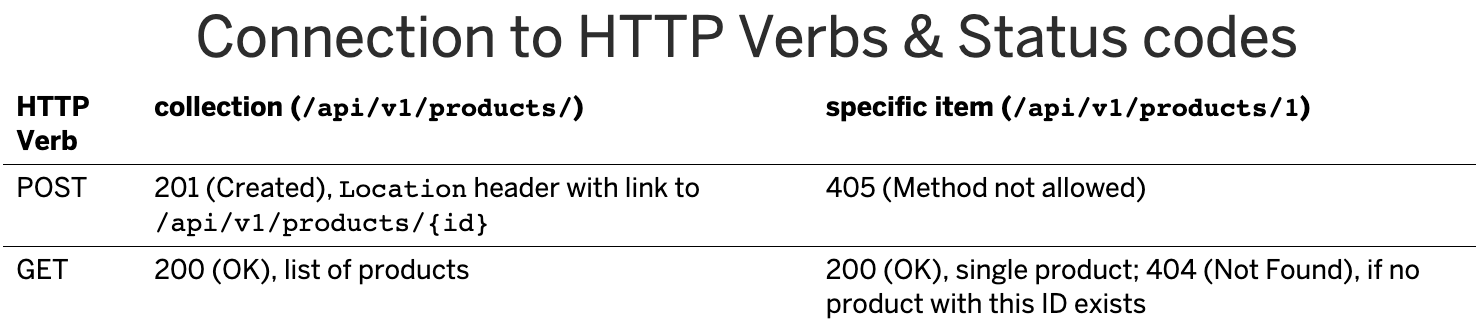 Connection to HTTP Verbs & Status codes
HTTP Verb collection (/api/v1/products/) specific item (/api/v1/products/1)
POST 201 (Created), Location header with link to /api/v1/products/{id} 405 (Method not allowed)
GET 200 (OK), list of products 200 (OK), single product; 404 (Not Found), if no product with this ID exists